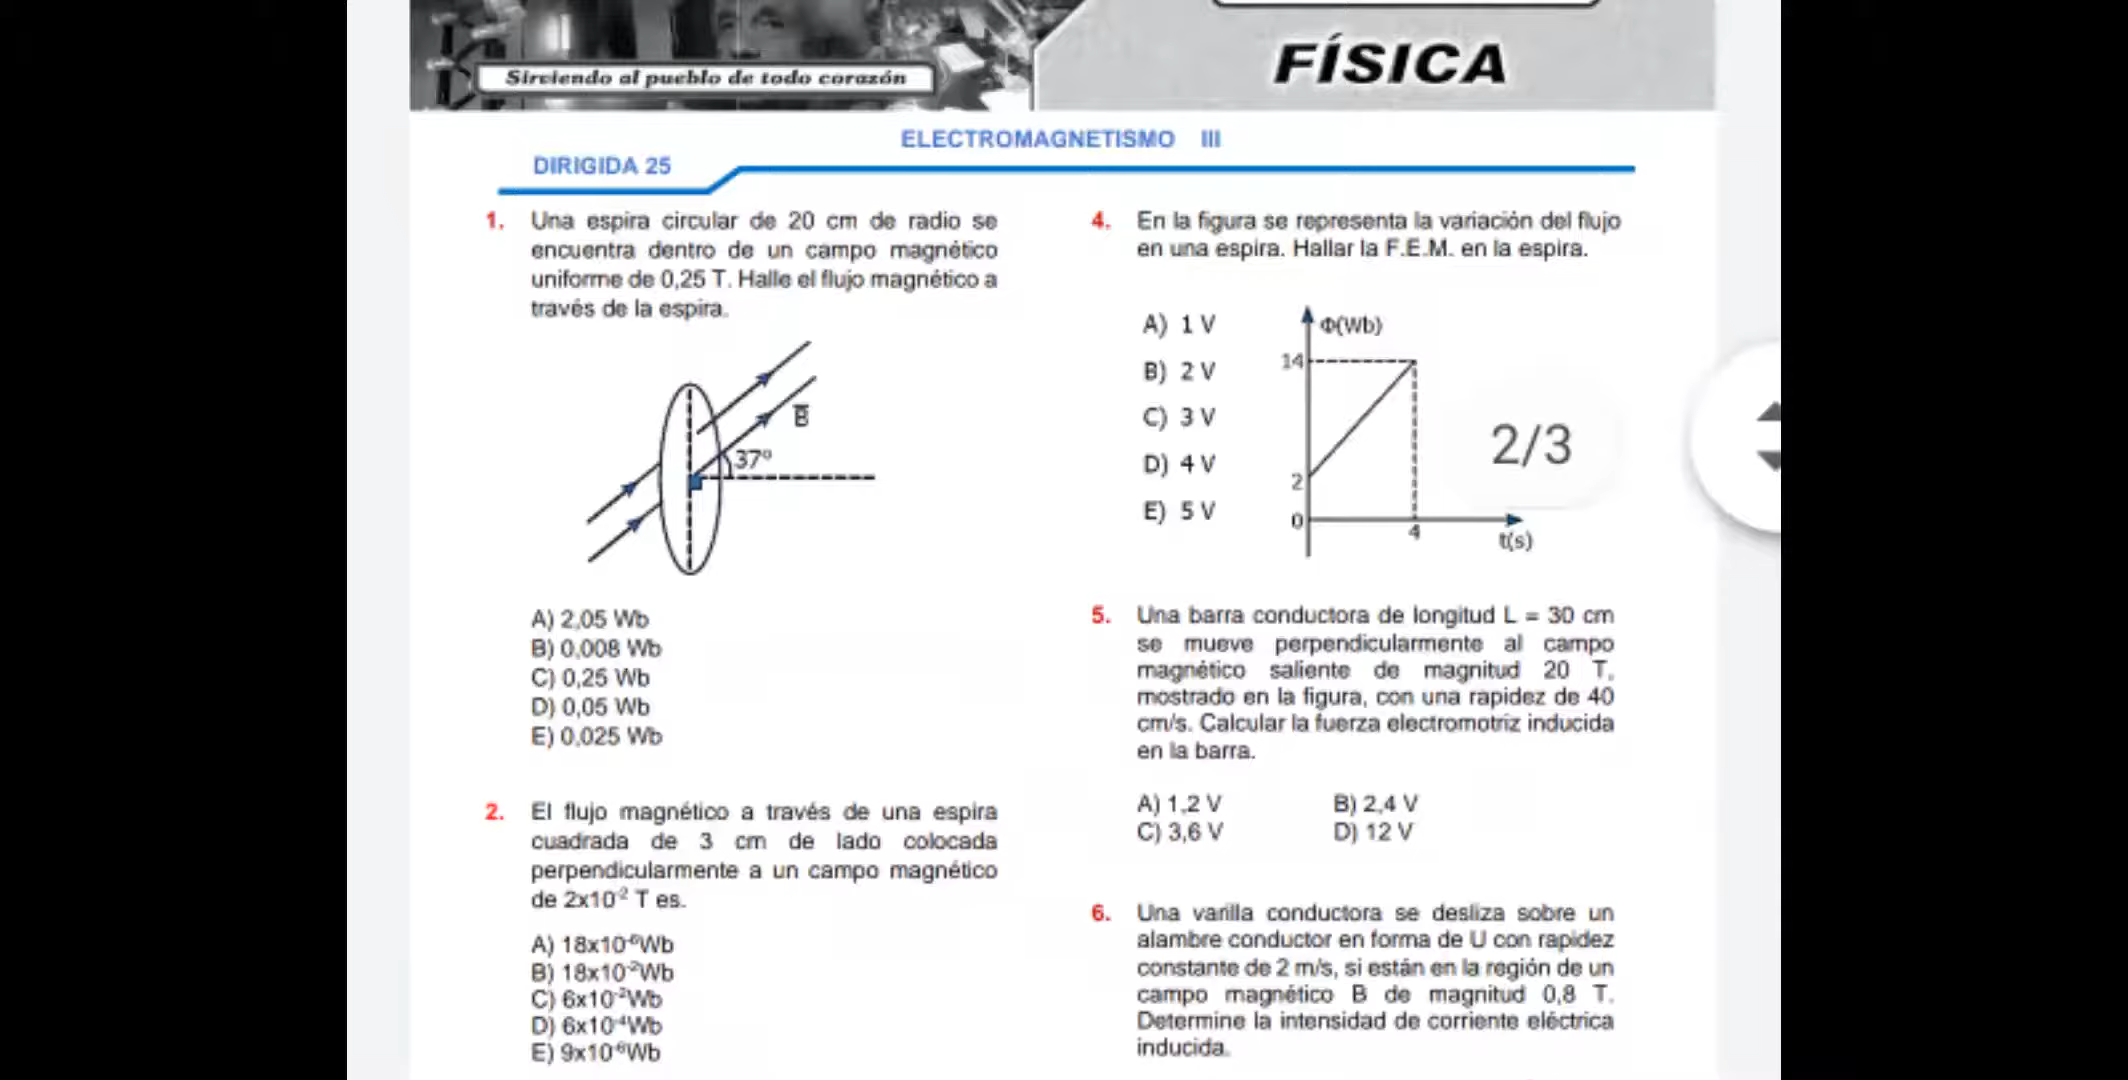 Sirviendo al pueblo de todo corazón
FÍSICA
ELECTROMAGNETISMO III
DIRIGIDA 25
1. Una espira circular de 20 cm de radio se
encuentra dentro de un campo magnético
uniforme de 0,25 T. Halle el flujo magnético a
través de la espira.
B
37º
A) 2,05 Wb
B) 0,008 Wb
C) 0,25 Wb
D) 0,05 Wb
E) 0,025 Wb
2. El flujo magnético a través de una espira
cuadrada de 3 cm de lado colocada
perpendicularmente a un campo magnético
de 2x10⁻² T es.
A) 18x10⁻⁶Wb
B) 18x10⁻²Wb
C) 6x10⁻²Wb
D) 6x10⁻⁴Wb
E) 9x10⁻⁶Wb
4. En la figura se representa la variación del flujo
en una espira. Hallar la F.E.M. en la espira.
A) 1 V
B) 2 V
C) 3 V
D) 4 V
E) 5 V
Φ(Wb)
14
2
0
4
t(s)
2/3
5. Una barra conductora de longitud L = 30 cm
se mueve perpendicularmente al campo
magnético saliente de magnitud 20 T,
mostrado en la figura, con una rapidez de 40
cm/s. Calcular la fuerza electromotriz inducida
en la barra.
A) 1,2 V B) 2,4 V
C) 3,6 V D) 12 V
6. Una varilla conductora se desliza sobre un
alambre conductor en forma de U con rapidez
constante de 2 m/s, si están en la región de un
campo magnético B de magnitud 0,8 T.
Determine la intensidad de corriente eléctrica
inducida.